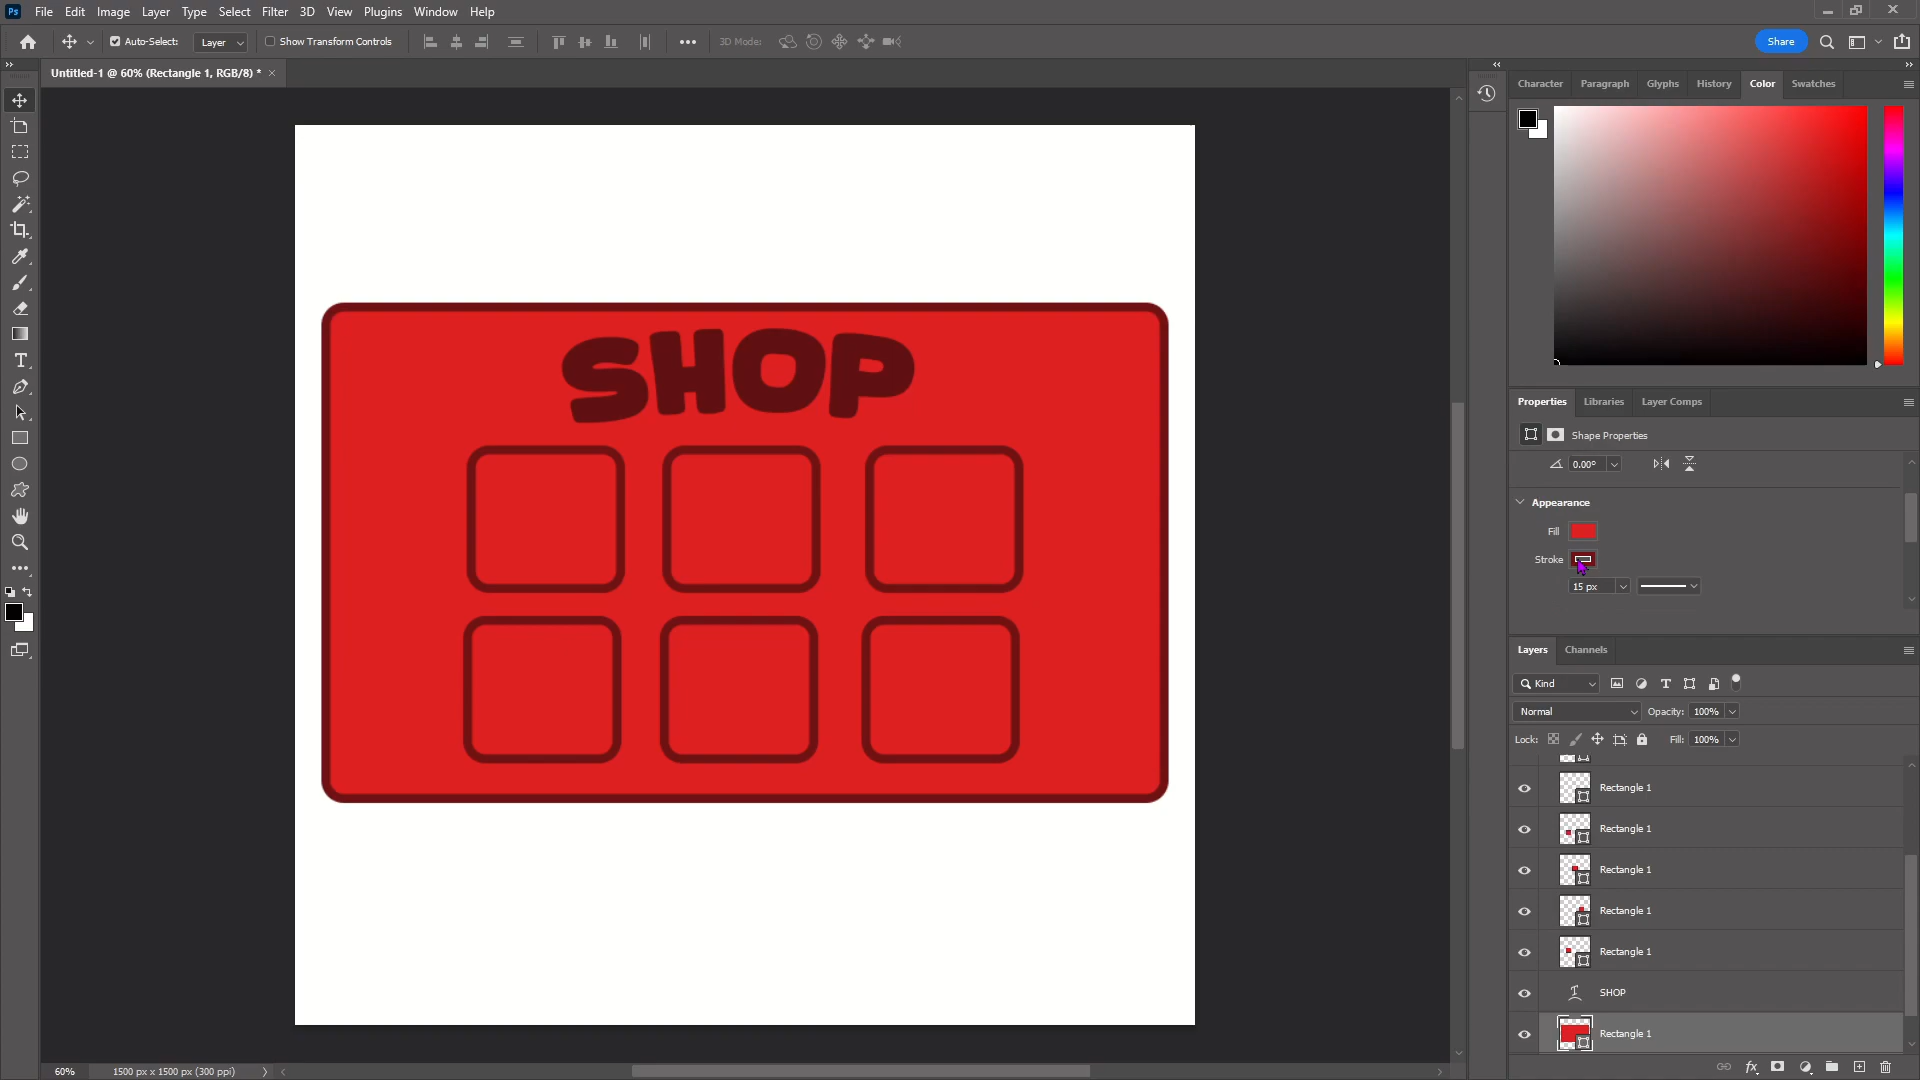 Ps File Edit Image Layer Type Select Filter 3D View Plugins Window Help
Auto-Select: Layer Show Transform Controls 3D Mode: Share
Untitled-1 @ 60% (Rectangle 1, RGB/8) *
Character Paragraph Glyphs History Color Swatches
SHOP
Properties Libraries Layer Comps
Shape Properties
0.00°
Appearance
Fill
Stroke
15 px
Layers Channels
Kind
Normal Opacity: 100%
Lock: Fill: 100%
Rectangle 1
Rectangle 1
Rectangle 1
Rectangle 1
Rectangle 1
SHOP
Rectangle 1
60% 1500 px x 1500 px (300 ppi)